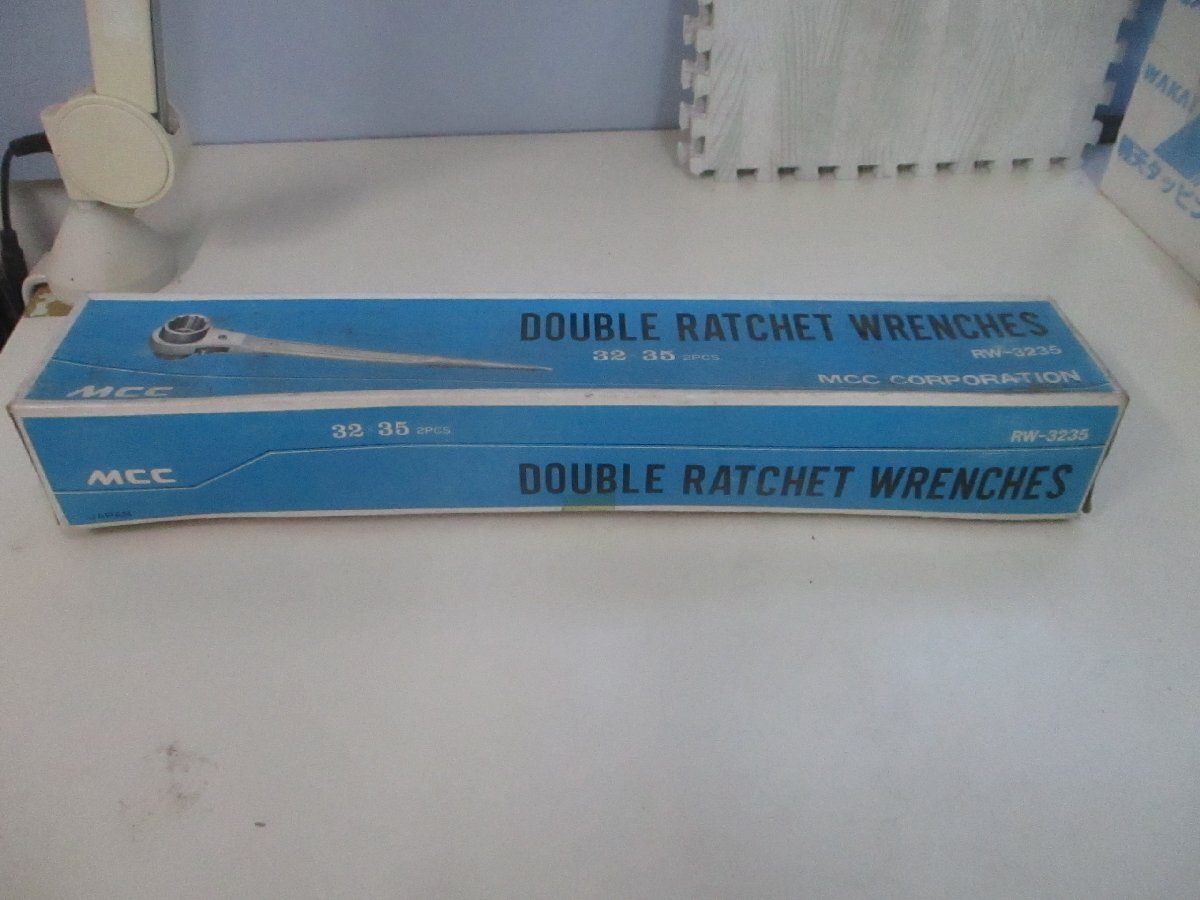 DOUBLE RATCHET WRENCHES
32 35 2PCS
RW-3235
MCC
MCC CORPORATION
32 35 2PCS
RW-3235
MCC
DOUBLE RATCHET WRENCHES
JAPAN